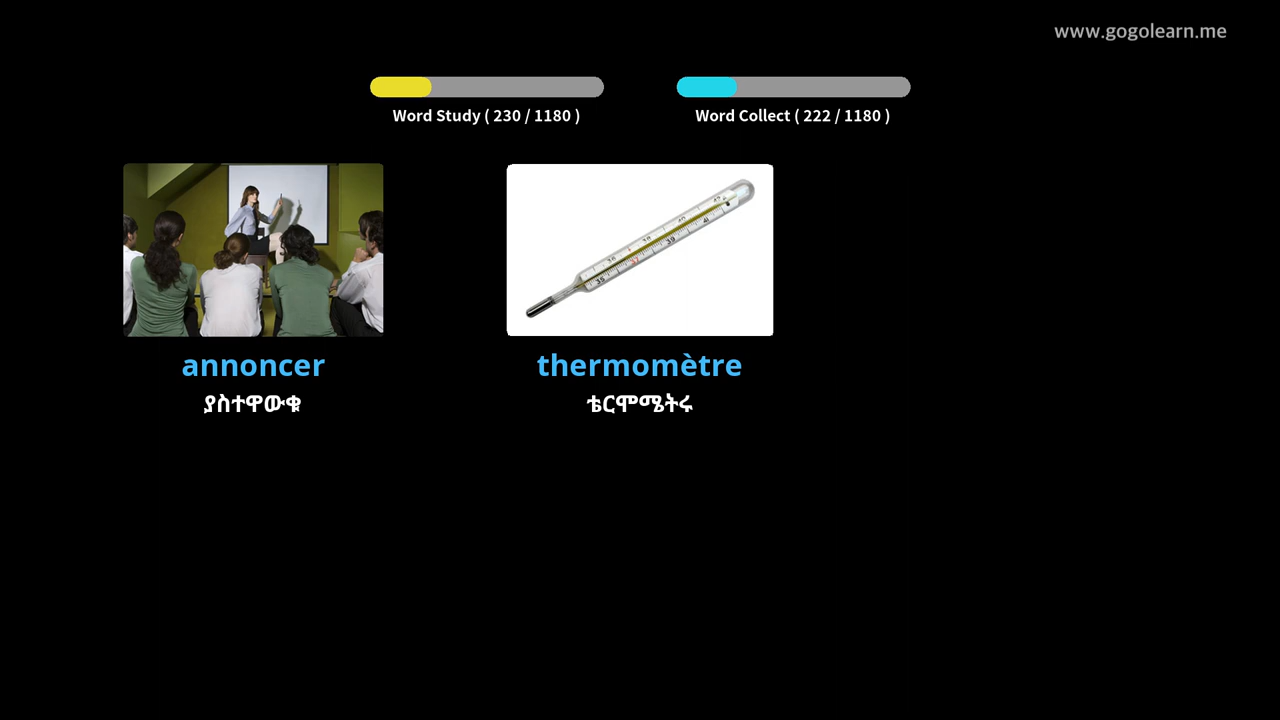 www.gogolearn.me
Word Study ( 230 / 1180 )
Word Collect ( 222 / 1180 )
annoncer
ያስተዋውቁ
thermomètre
ቴርሞሜትሩ